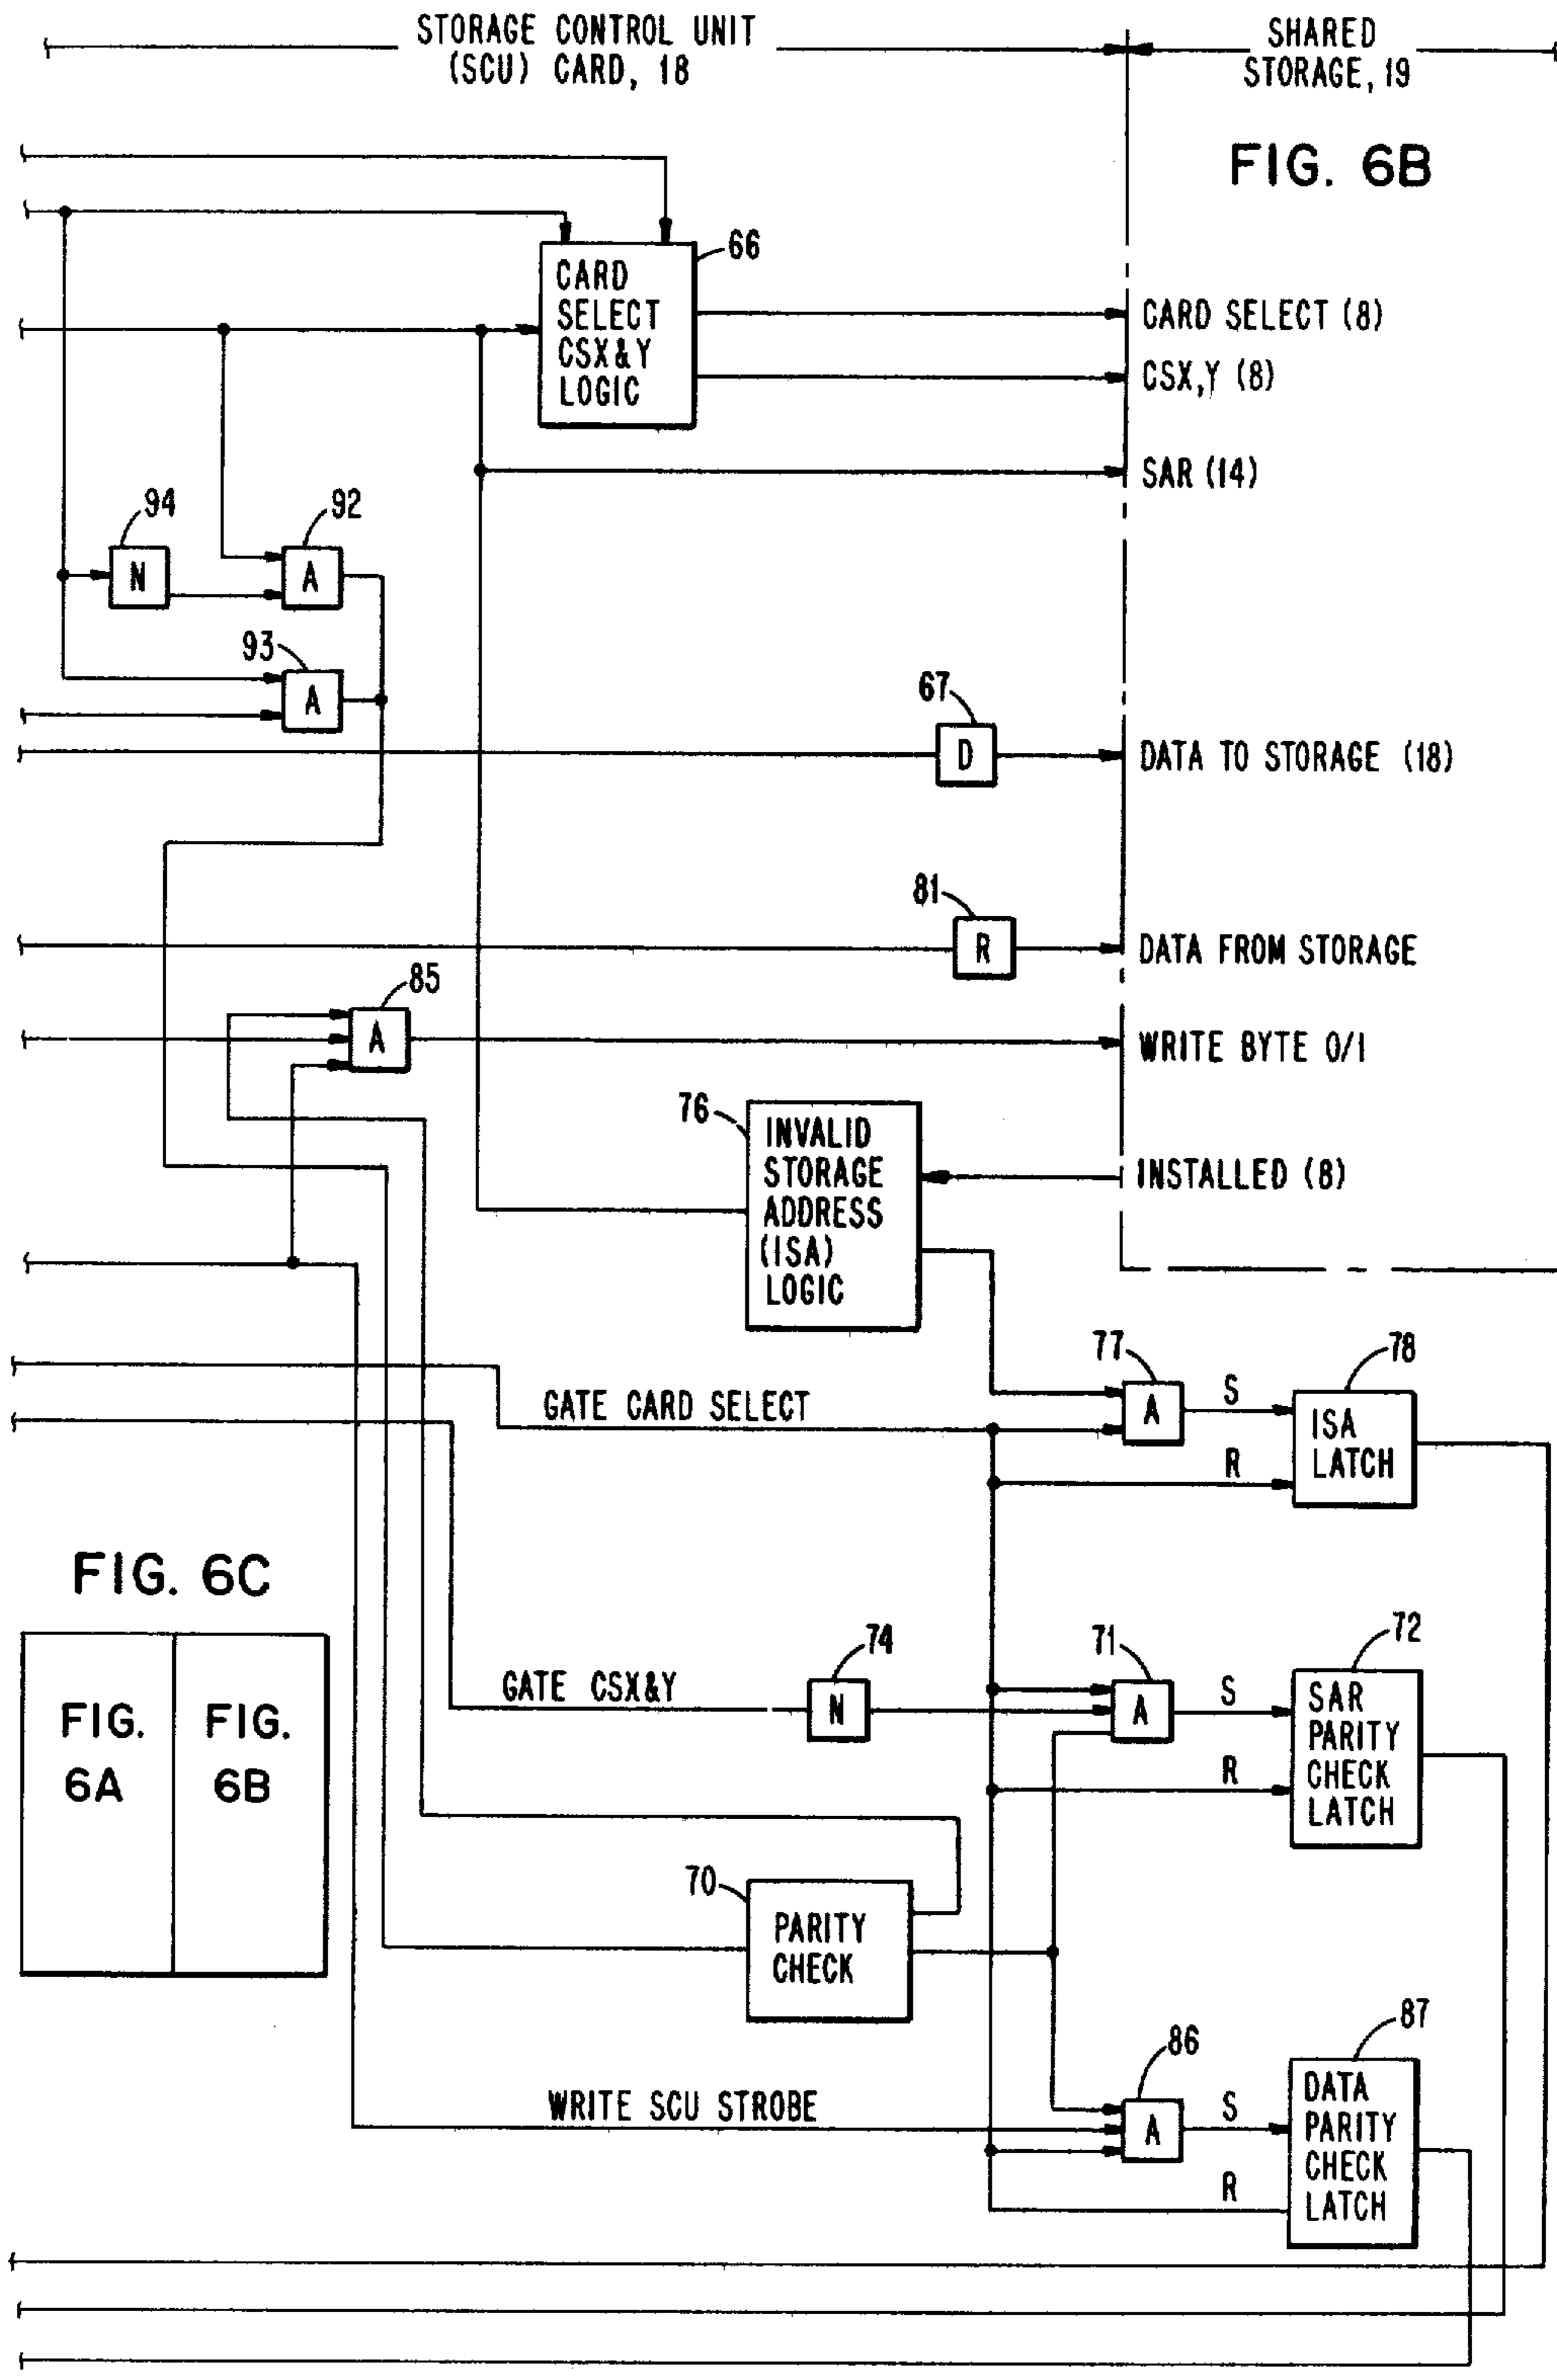 STORAGE CONTROL UNIT
(SCU) CARD, 18
SHARED
STORAGE, 19
FIG. 6B
66
CARD
SELECT
CSX&Y
LOGIC
CARD SELECT (8)
CSX,Y (8)
SAR (14)
94
N
92
A
93
A
67
D
DATA TO STORAGE (18)
81
R
DATA FROM STORAGE
85
A
WRITE BYTE 0/1
76
INVALID
STORAGE
ADDRESS
(ISA)
LOGIC
INSTALLED (8)
77
A
S
R
78
ISA
LATCH
GATE CARD SELECT
FIG. 6C
FIG.
6A
FIG.
6B
GATE CSX&Y
74
N
71
A
S
R
72
SAR
PARITY
CHECK
LATCH
70
PARITY
CHECK
WRITE SCU STROBE
86
A
S
R
87
DATA
PARITY
CHECK
LATCH